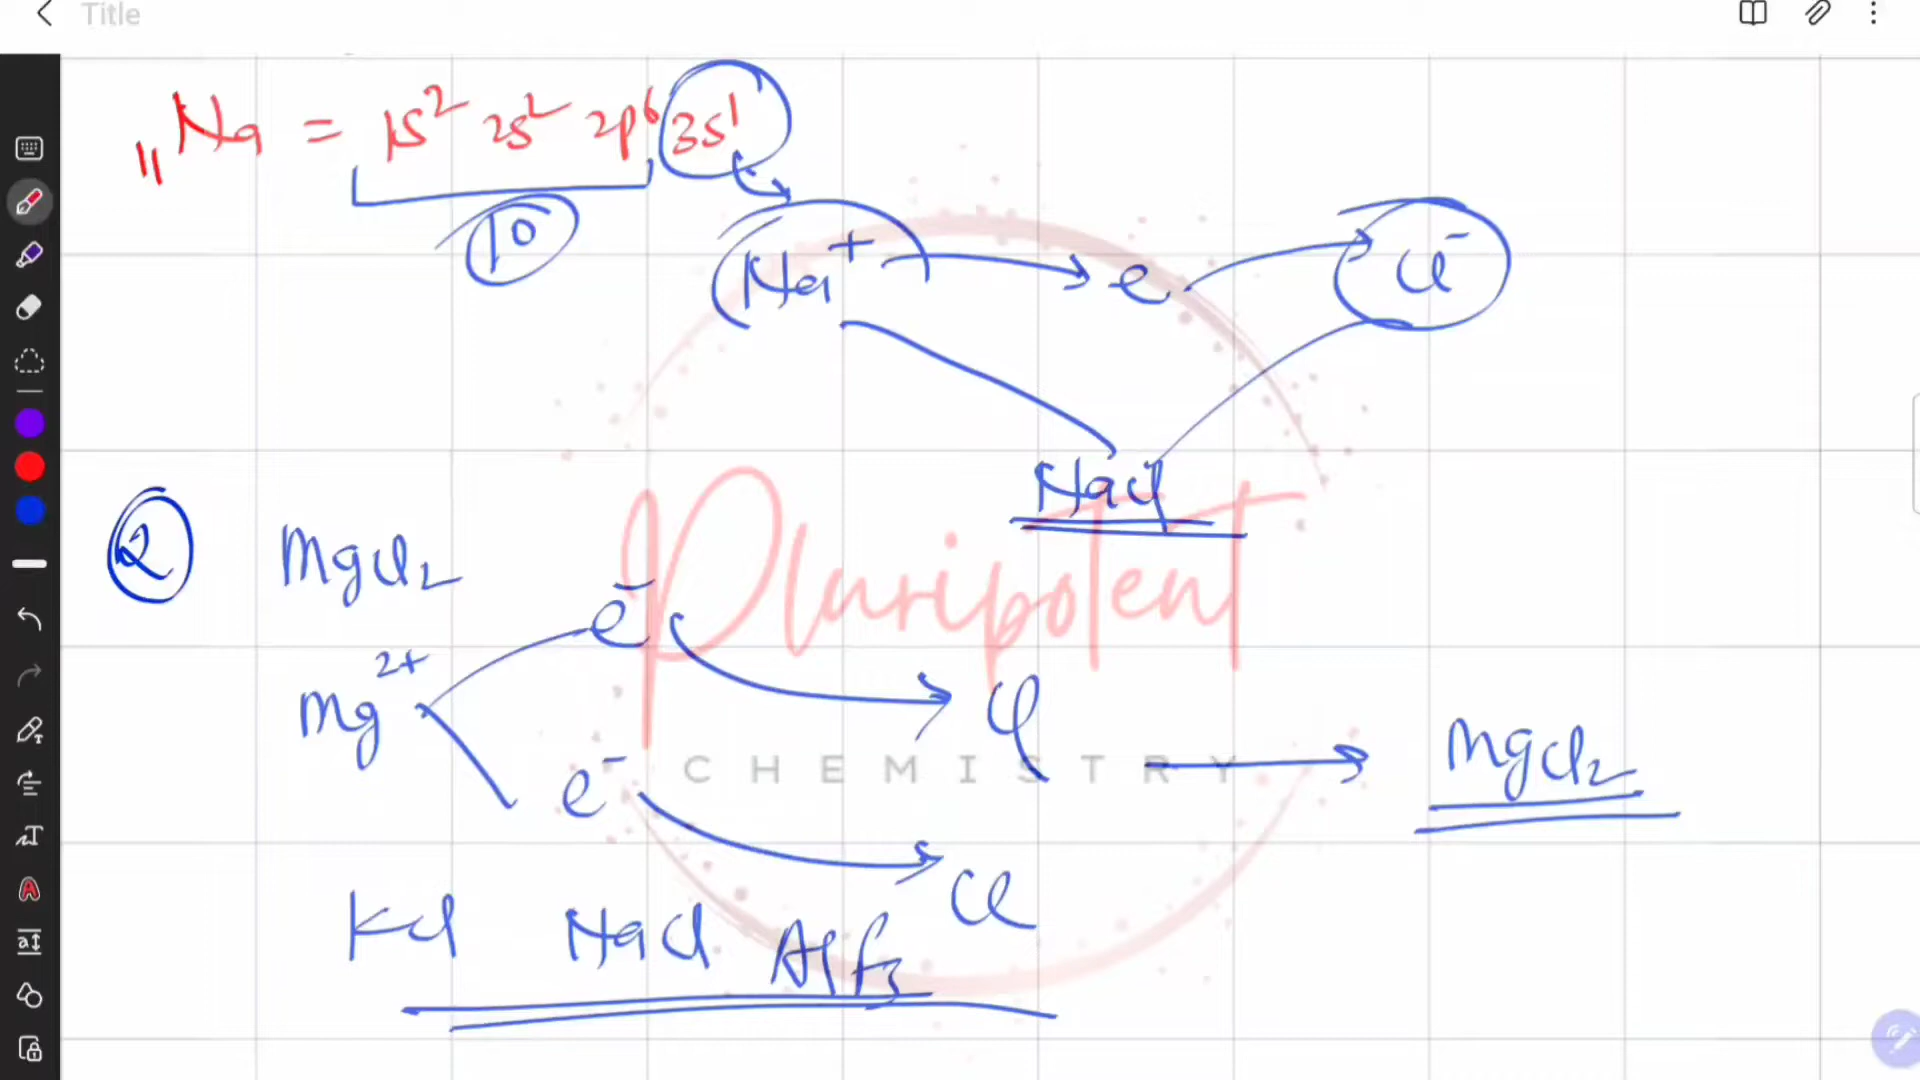 Title
₁₁Na = 1s² 2s² 2p⁶ 3s¹
10
Na⁺ e Cl⁻
NaCl
② MgCl₂
e⁻
Mg²⁺ Cl
Pluripotent
CHEMISTRY
MgCl₂
e⁻
Cl
KCl NaCl AlF₃